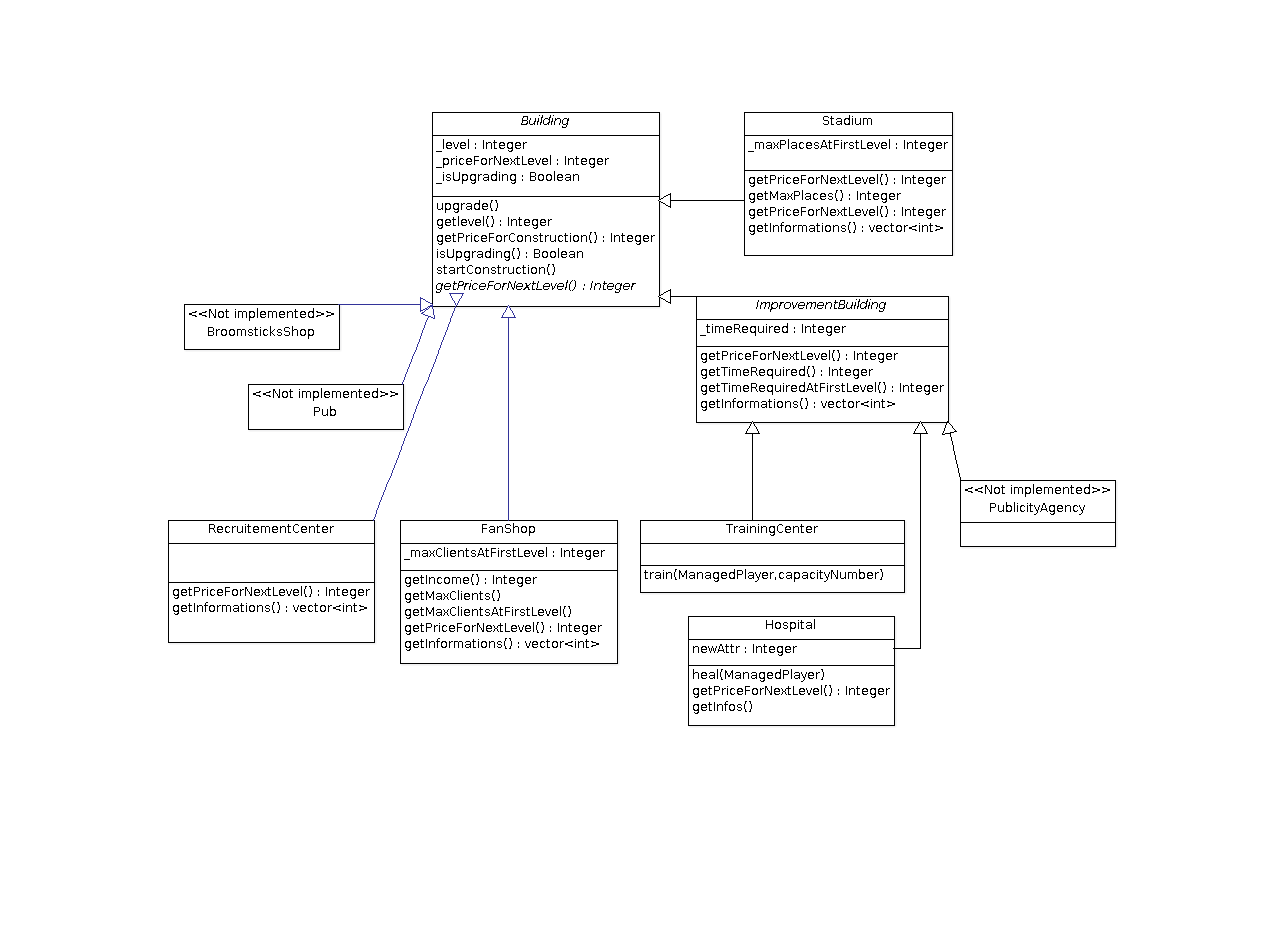 Building
_level : Integer
_priceForNextLevel : Integer
_isUpgrading : Boolean
upgrade()
getlevel() : Integer
getPriceForConstruction() : Integer
isUpgrading() : Boolean
startConstruction()
getPriceForNextLevel() : Integer
Stadium
_maxPlacesAtFirstLevel : Integer
getPriceForNextLevel() : Integer
getMaxPlaces() : Integer
getPriceForNextLevel() : Integer
getInformations() : vector<int>
<<Not implemented>>
BroomsticksShop
ImprovementBuilding
_timeRequired : Integer
getPriceForNextLevel() : Integer
getTimeRequired() : Integer
getTimeRequiredAtFirstLevel() : Integer
getInformations() : vector<int>
<<Not implemented>>
Pub
<<Not implemented>>
PublicityAgency
RecruitementCenter
getPriceForNextLevel() : Integer
getInformations() : vector<int>
FanShop
_maxClientsAtFirstLevel : Integer
getIncome() : Integer
getMaxClients()
getMaxClientsAtFirstLevel()
getPriceForNextLevel() : Integer
getInformations() : vector<int>
TrainingCenter
train(ManagedPlayer,capacityNumber)
Hospital
newAttr : Integer
heal(ManagedPlayer)
getPriceForNextLevel() : Integer
getInfos()